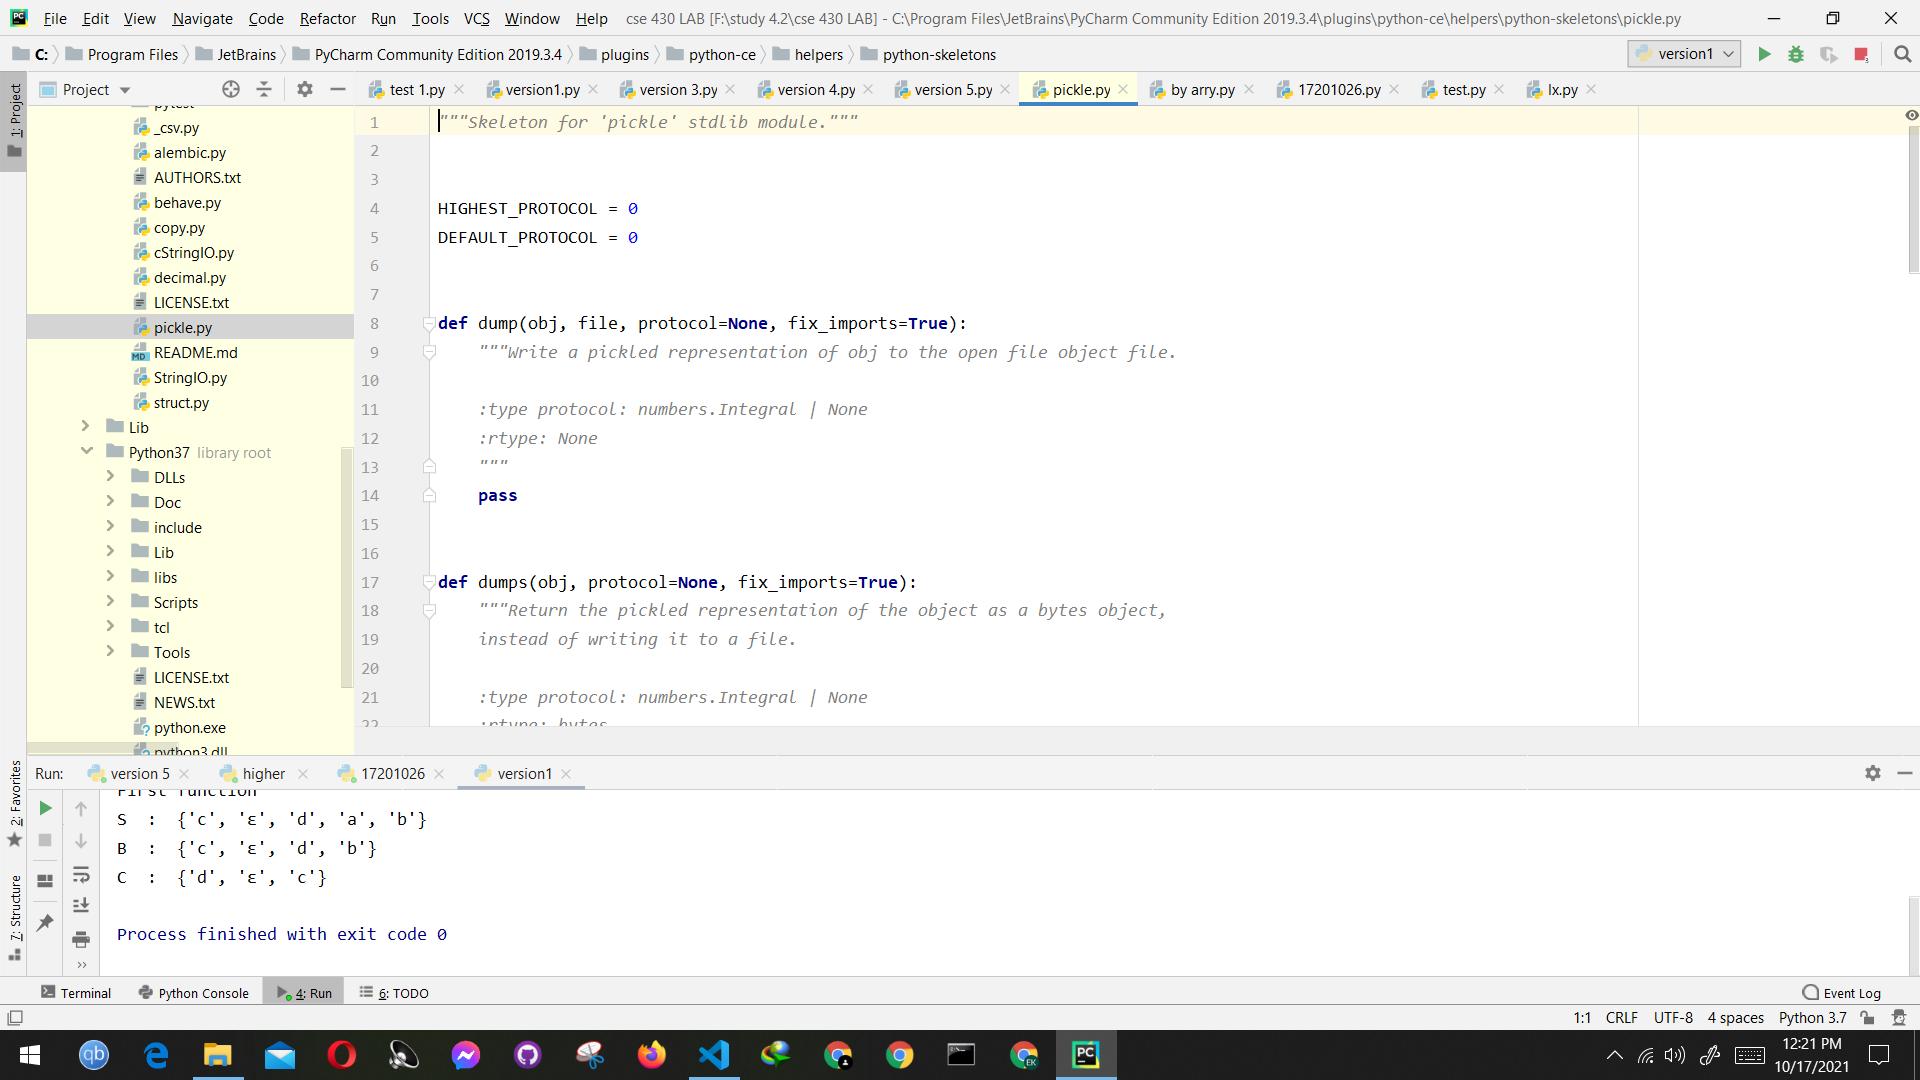 File Edit View Navigate Code Refactor Run Tools VCS Window Help cse 430 LAB [F:\study 4.2\cse 430 LAB] - C:\Program Files\JetBrains\PyCharm Community Edition 2019.3.4\plugins\python-ce\helpers\python-skeletons\pickle.py
C: Program Files JetBrains PyCharm Community Edition 2019.3.4 plugins python-ce helpers python-skeletons version1
1: Project
Project
test 1.py version1.py version 3.py version 4.py version 5.py pickle.py by arry.py 17201026.py test.py lx.py
pytest
_csv.py
alembic.py
AUTHORS.txt
behave.py
copy.py
cStringIO.py
decimal.py
LICENSE.txt
pickle.py
README.md
StringIO.py
struct.py
Lib
Python37 library root
DLLs
Doc
include
Lib
libs
Scripts
tcl
Tools
LICENSE.txt
NEWS.txt
python.exe
python3.dll
1 """Skeleton for 'pickle' stdlib module."""
2
3
4 HIGHEST_PROTOCOL = 0
5 DEFAULT_PROTOCOL = 0
6
7
8 def dump(obj, file, protocol=None, fix_imports=True):
9 """Write a pickled representation of obj to the open file object file.
10
11 :type protocol: numbers.Integral | None
12 :rtype: None
13 """
14 pass
15
16
17 def dumps(obj, protocol=None, fix_imports=True):
18 """Return the pickled representation of the object as a bytes object,
19 instead of writing it to a file.
20
21 :type protocol: numbers.Integral | None
22 :rtype: bytes
2: Favorites
7: Structure
Run: version 5 higher 17201026 version1
First function
S : {'c', 'ε', 'd', 'a', 'b'}
B : {'c', 'ε', 'd', 'b'}
C : {'d', 'ε', 'c'}
Process finished with exit code 0
Terminal Python Console 4: Run 6: TODO Event Log
1:1 CRLF UTF-8 4 spaces Python 3.7
12:21 PM
10/17/2021